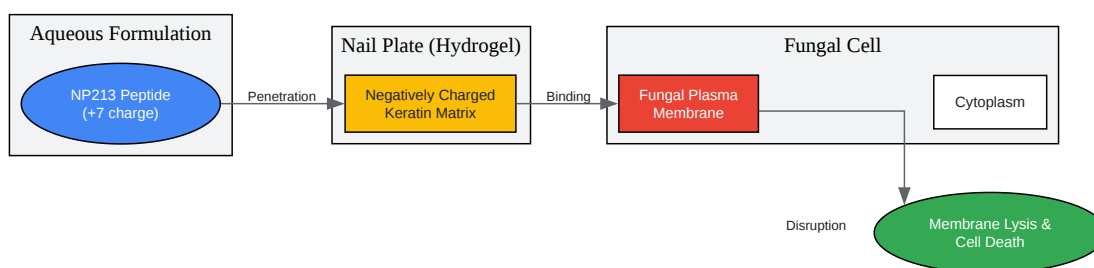 Aqueous Formulation
NP213 Peptide
(+7 charge)
Penetration
Nail Plate (Hydrogel)
Negatively Charged
Keratin Matrix
Binding
Fungal Cell
Fungal Plasma
Membrane
Cytoplasm
Disruption
Membrane Lysis &
Cell Death